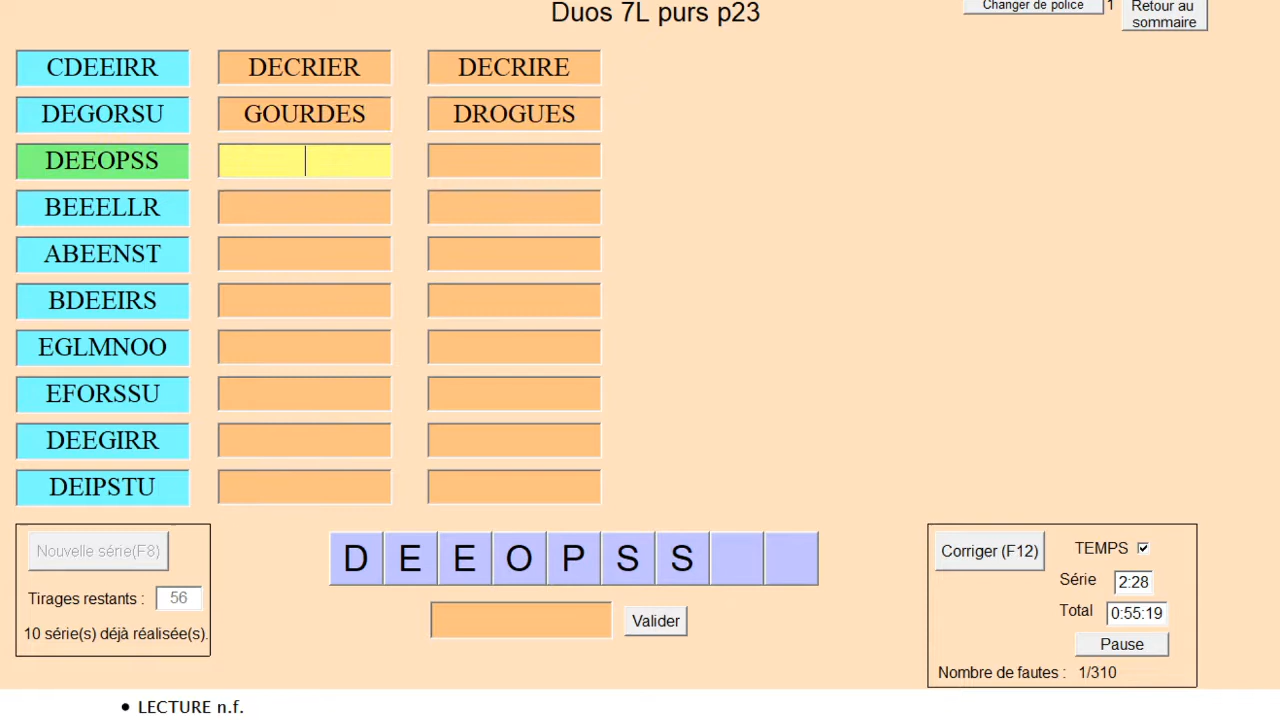 Duos 7L purs p23
Changer de police 1 Retour au sommaire
CDEEIRR DECRIER DECRIRE
DEGORSU GOURDES DROGUES
DEEOPSS
BEEELLR
ABEENST
BDEEIRS
EGLMNOO
EFORSSU
DEEGIRR
DEIPSTU
Nouvelle série(F8)
Tirages restants : 56
10 série(s) déjà réalisée(s).
D E E O P S S
Valider
Corriger (F12) TEMPS
Série 2:28
Total 0:55:19
Pause
Nombre de fautes : 1/310
• LECTURE n.f.